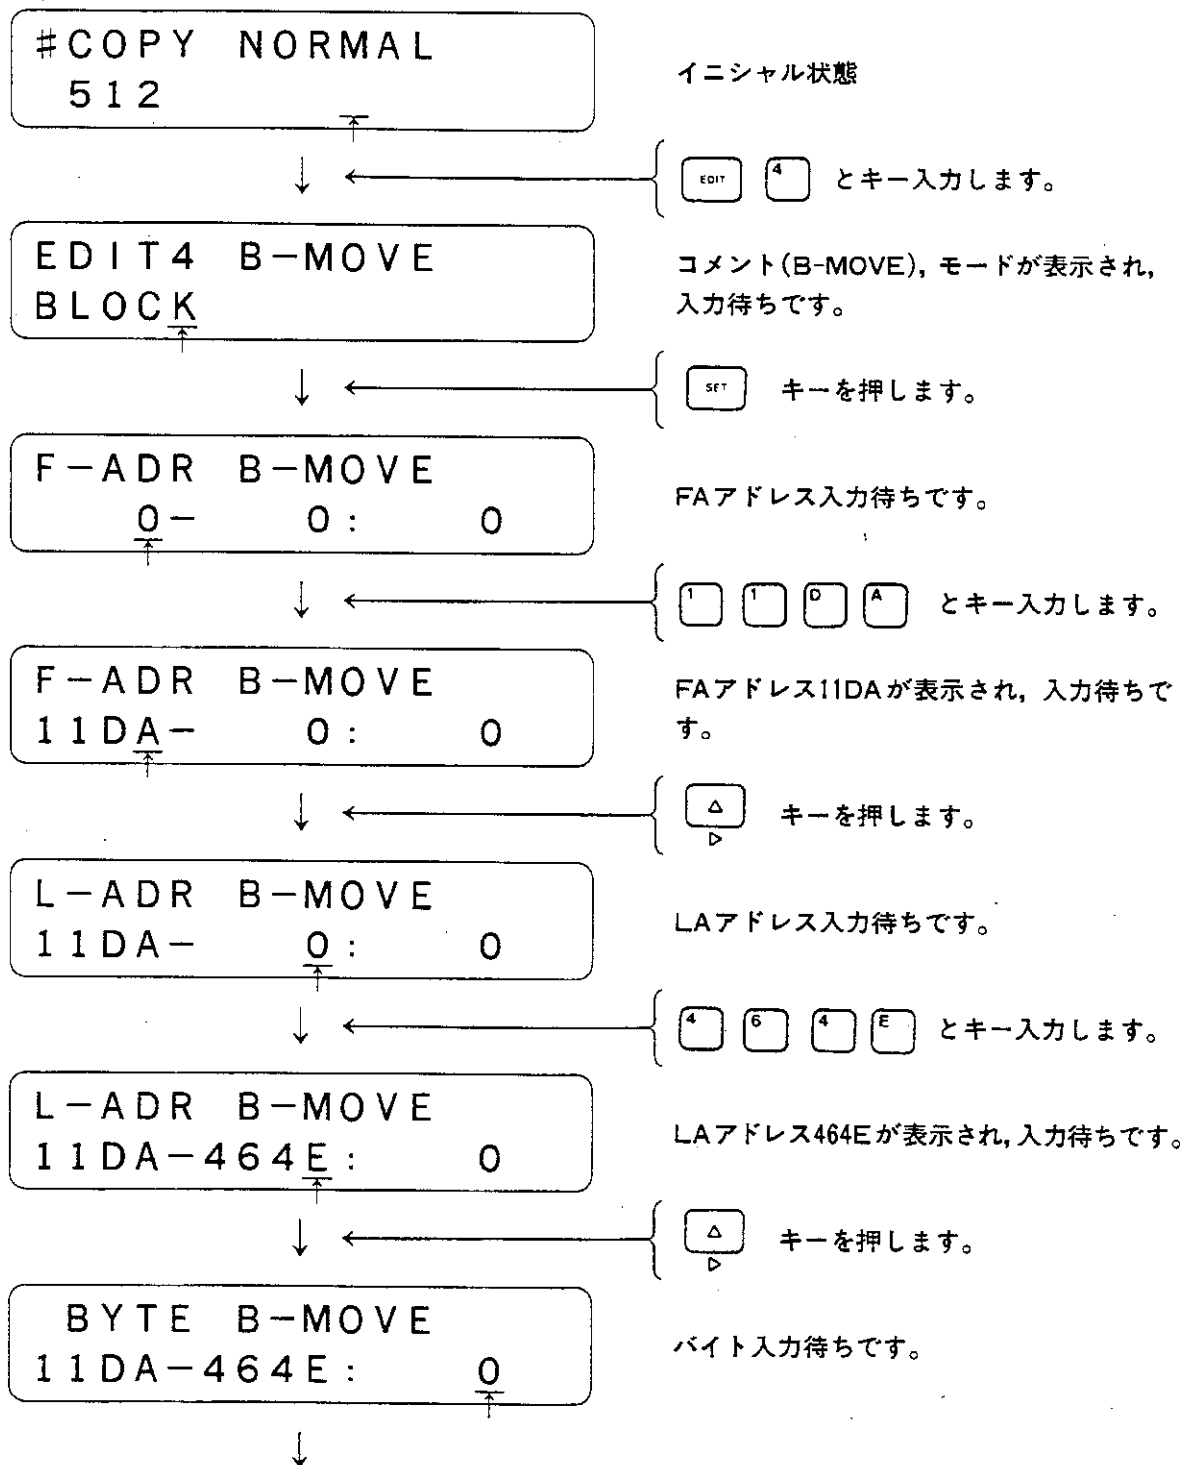 #COPY NORMAL
512
イニシャル状態
EDIT 4 とキー入力します。
EDIT4 B-MOVE
BLOCK
コメント(B-MOVE), モードが表示され,
入力待ちです。
SET キーを押します。
F-ADR B-MOVE
0- 0: 0
FAアドレス入力待ちです。
1 1 D A とキー入力します。
F-ADR B-MOVE
11DA- 0: 0
FAアドレス11DAが表示され, 入力待ちで
す。
キーを押します。
L-ADR B-MOVE
11DA- 0: 0
LAアドレス入力待ちです。
4 6 4 E とキー入力します。
L-ADR B-MOVE
11DA-464E: 0
LAアドレス464Eが表示され, 入力待ちです。
キーを押します。
BYTE B-MOVE
11DA-464E: 0
バイト入力待ちです。